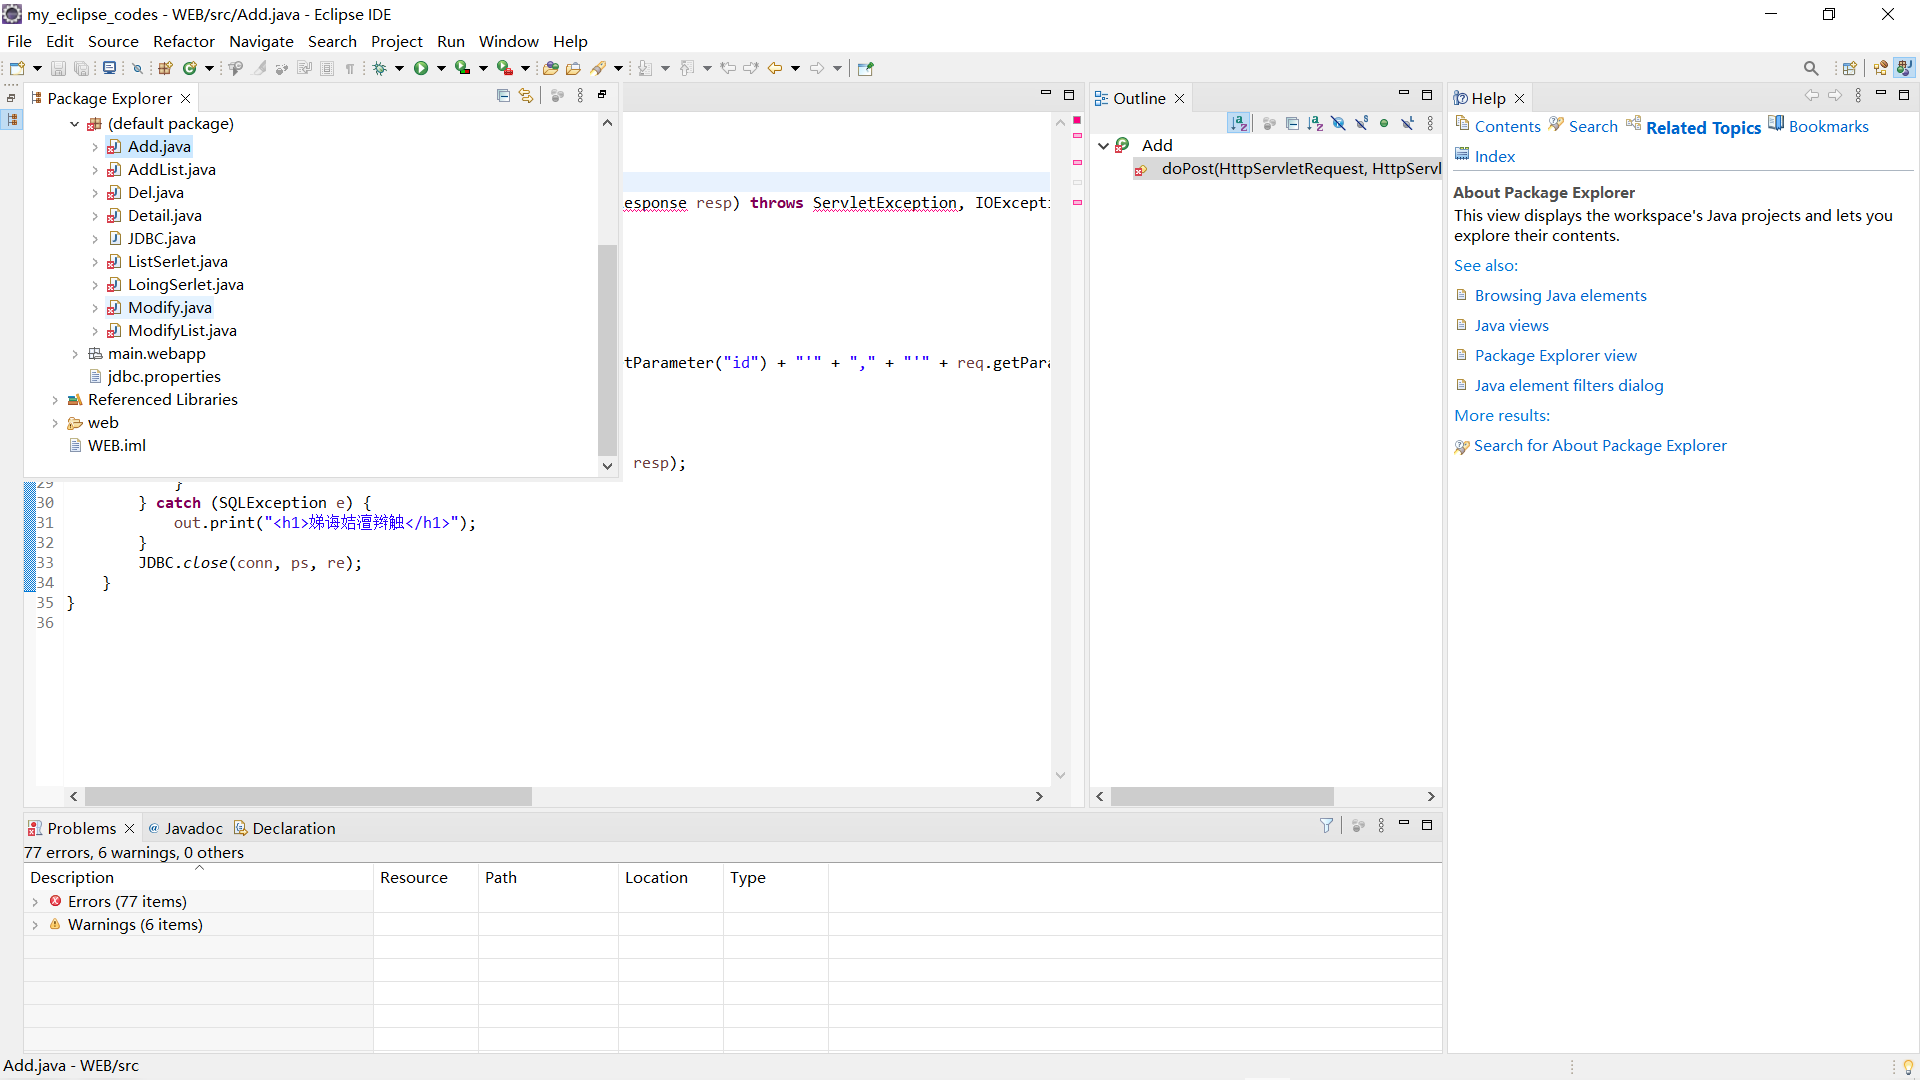 my_eclipse_codes - WEB/src/Add.java - Eclipse IDE
File Edit Source Refactor Navigate Search Project Run Window Help
Package Explorer
(default package)
Add.java
AddList.java
Del.java
Detail.java
JDBC.java
ListSerlet.java
LoingSerlet.java
Modify.java
ModifyList.java
main.webapp
jdbc.properties
Referenced Libraries
web
WEB.iml
esponse resp) throws ServletException, IOExcepti
tParameter("id") + "'" + "," + "'" + req.getPara
resp);
29 }
30 } catch (SQLException e) {
31 out.print("<h1>娣诲姞澶辫触</h1>");
32 }
33 JDBC.close(conn, ps, re);
34 }
35 }
36
Outline
Add
doPost(HttpServletRequest, HttpServl
Help
Contents Search Related Topics Bookmarks
Index
About Package Explorer
This view displays the workspace's Java projects and lets you
explore their contents.
See also:
Browsing Java elements
Java views
Package Explorer view
Java element filters dialog
More results:
Search for About Package Explorer
Problems @ Javadoc Declaration
77 errors, 6 warnings, 0 others
Description Resource Path Location Type
Errors (77 items)
Warnings (6 items)
Add.java - WEB/src